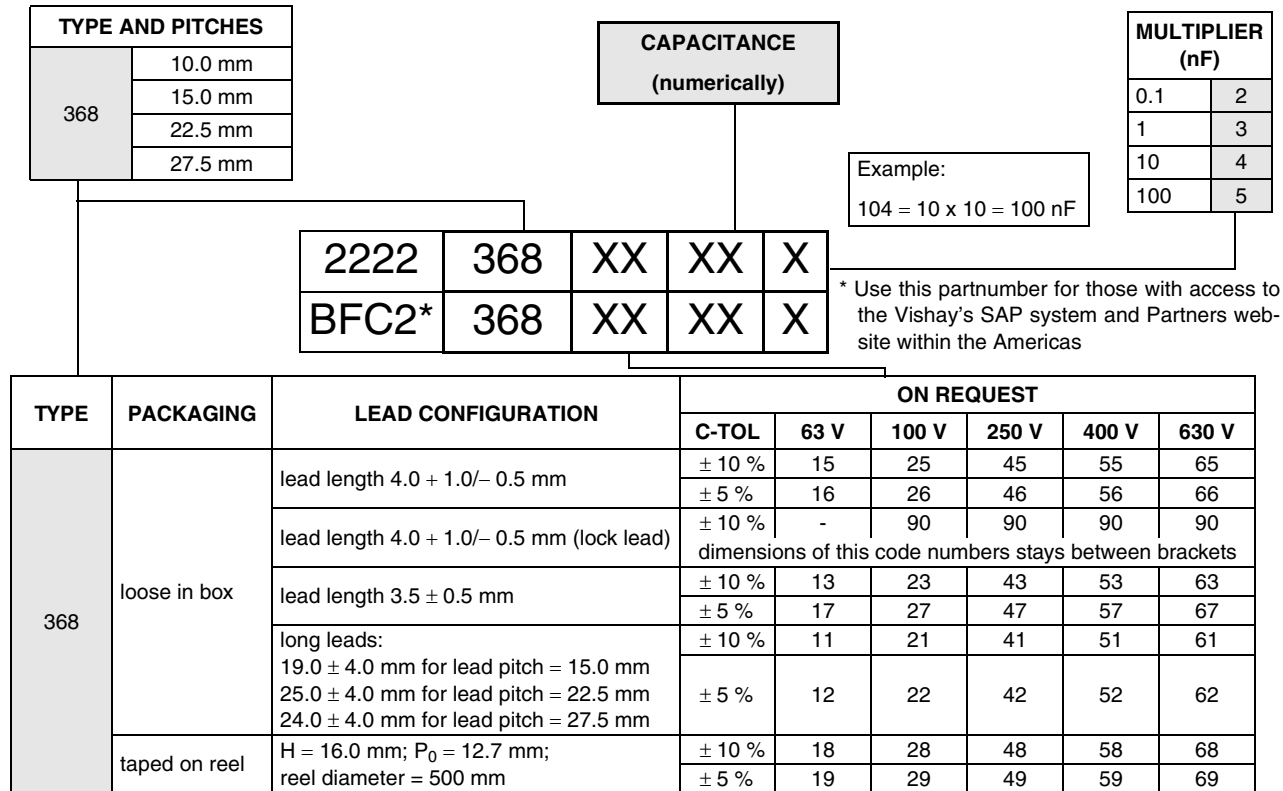 TYPE AND PITCHES
368
10.0 mm
15.0 mm
22.5 mm
27.5 mm
CAPACITANCE
(numerically)
MULTIPLIER
(nF)
0.1 2
1 3
10 4
100 5
Example:
104 = 10 x 10 = 100 nF
2222 368 XX XX X
BFC2* 368 XX XX X
* Use this partnumber for those with access to
the Vishay's SAP system and Partners web-
site within the Americas
TYPE PACKAGING LEAD CONFIGURATION ON REQUEST
C-TOL 63 V 100 V 250 V 400 V 630 V
368
loose in box
lead length 4.0 + 1.0/− 0.5 mm
± 10 % 15 25 45 55 65
± 5 % 16 26 46 56 66
lead length 4.0 + 1.0/− 0.5 mm (lock lead)
± 10 % - 90 90 90 90
dimensions of this code numbers stays between brackets
lead length 3.5 ± 0.5 mm
± 10 % 13 23 43 53 63
± 5 % 17 27 47 57 67
long leads:
19.0 ± 4.0 mm for lead pitch = 15.0 mm
25.0 ± 4.0 mm for lead pitch = 22.5 mm
24.0 ± 4.0 mm for lead pitch = 27.5 mm
± 10 % 11 21 41 51 61
± 5 % 12 22 42 52 62
taped on reel
H = 16.0 mm; P0 = 12.7 mm;
reel diameter = 500 mm
± 10 % 18 28 48 58 68
± 5 % 19 29 49 59 69